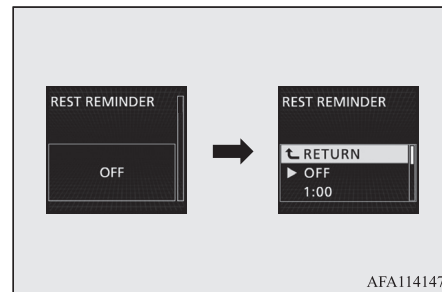 REST REMINDER
OFF
REST REMINDER
RETURN
OFF
1:00
AFA114147